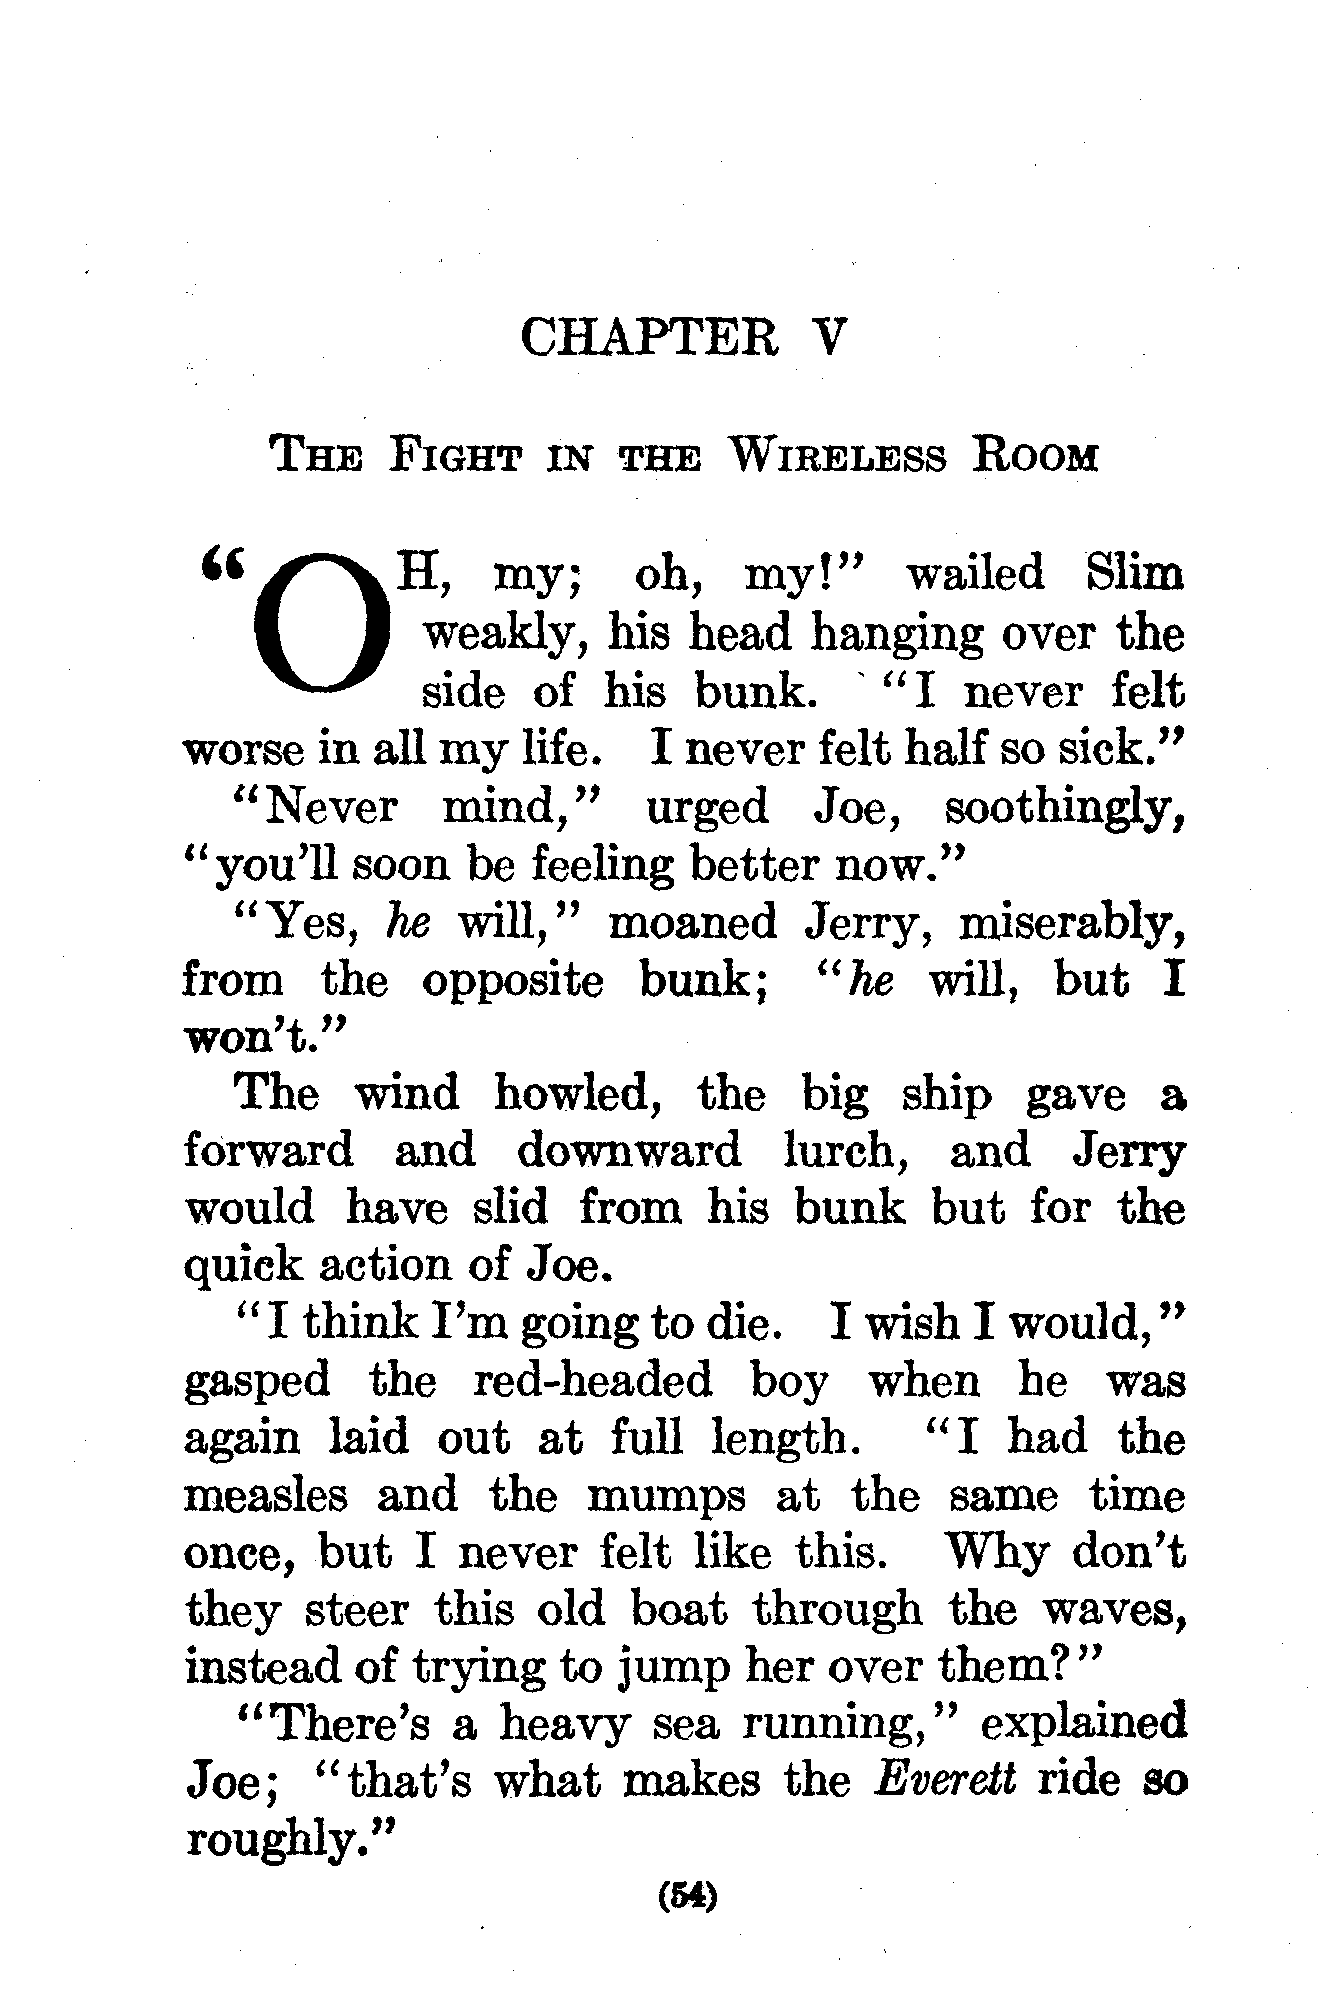 CHAPTER V
The Fight in the Wireless Room
“OH, my; oh, my!” wailed Slim
weakly, his head hanging over the
side of his bunk. “I never felt
worse in all my life. I never felt half so sick.”
“Never mind,” urged Joe, soothingly,
“you’ll soon be feeling better now.”
“Yes, he will,” moaned Jerry, miserably,
from the opposite bunk; “he will, but I
won’t.”
The wind howled, the big ship gave a
forward and downward lurch, and Jerry
would have slid from his bunk but for the
quick action of Joe.
“I think I’m going to die. I wish I would,”
gasped the red-headed boy when he was
again laid out at full length. “I had the
measles and the mumps at the same time
once, but I never felt like this. Why don’t
they steer this old boat through the waves,
instead of trying to jump her over them?”
“There’s a heavy sea running,” explained
Joe; “that’s what makes the Everett ride so
roughly.”
(54)